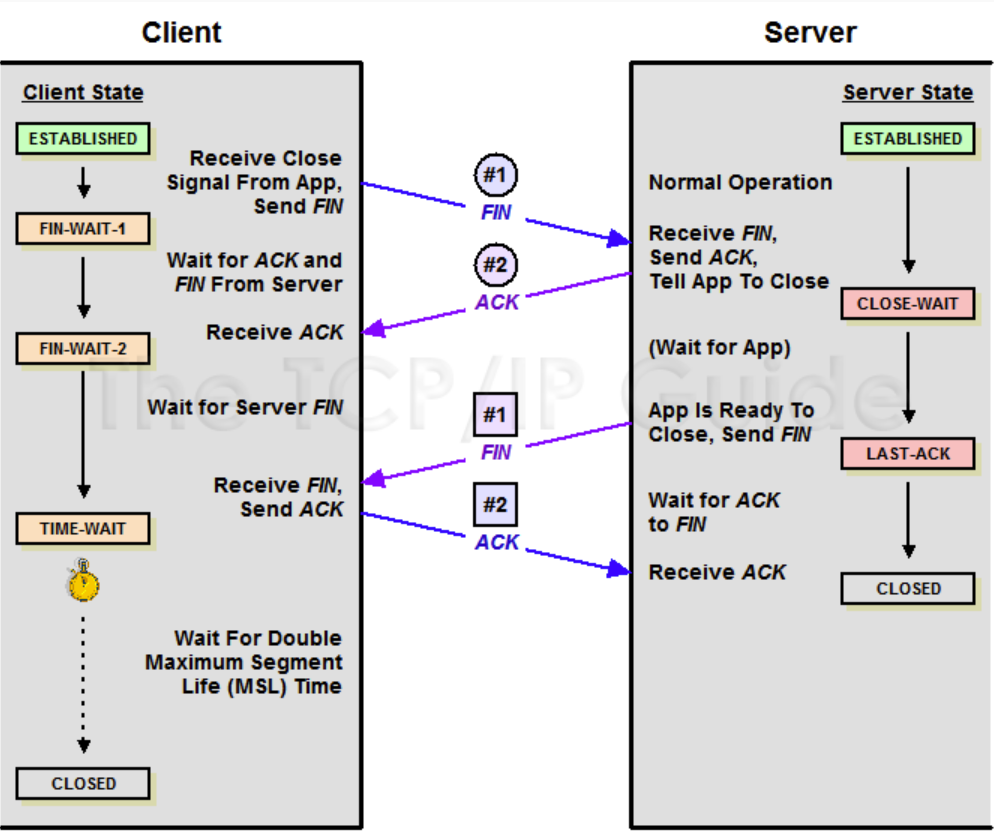 Client
Server
Client State
ESTABLISHED
Receive Close
Signal From App,
Send FIN
FIN-WAIT-1
Wait for ACK and
FIN From Server
Receive ACK
FIN-WAIT-2
Wait for Server FIN
Receive FIN,
Send ACK
TIME-WAIT
Wait For Double
Maximum Segment
Life (MSL) Time
CLOSED
#1
FIN
#2
ACK
#1
FIN
#2
ACK
Server State
ESTABLISHED
Normal Operation
Receive FIN,
Send ACK,
Tell App To Close
CLOSE-WAIT
(Wait for App)
App Is Ready To
Close, Send FIN
LAST-ACK
Wait for ACK
to FIN
Receive ACK
CLOSED
The TCP/IP Guide